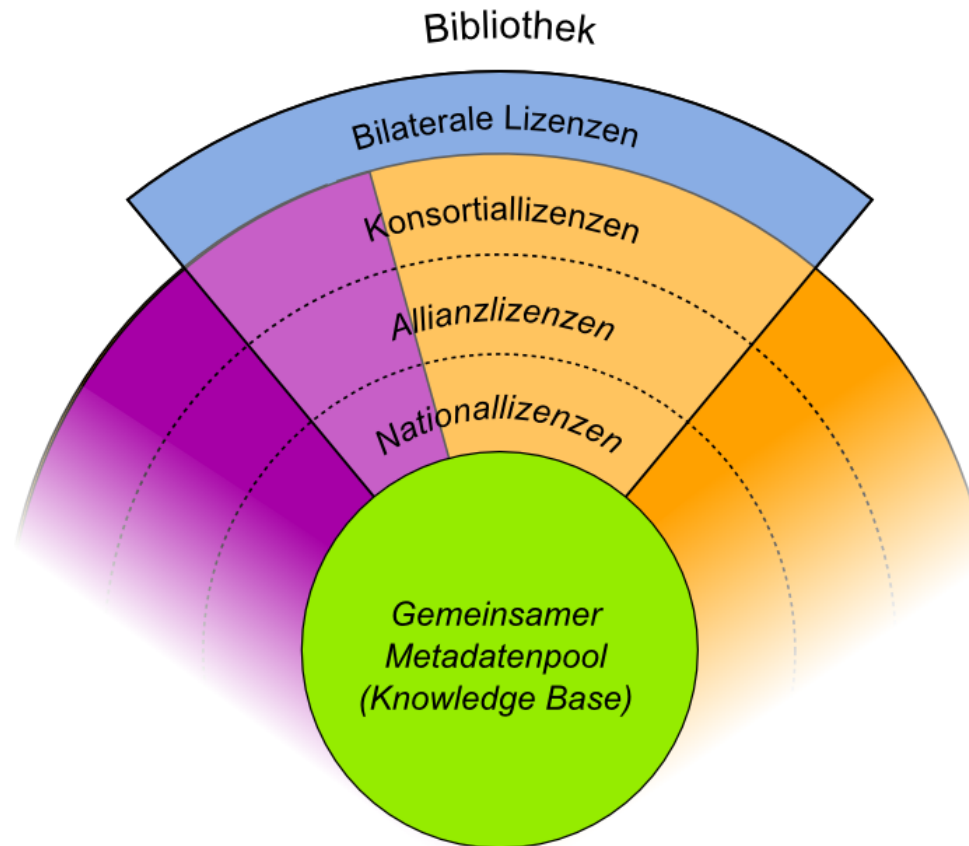 Bibliothek
Bilaterale Lizenzen
Konsortiallizenzen
Allianzlizenzen
Nationallizenzen
Gemeinsamer
Metadatenpool
(Knowledge Base)